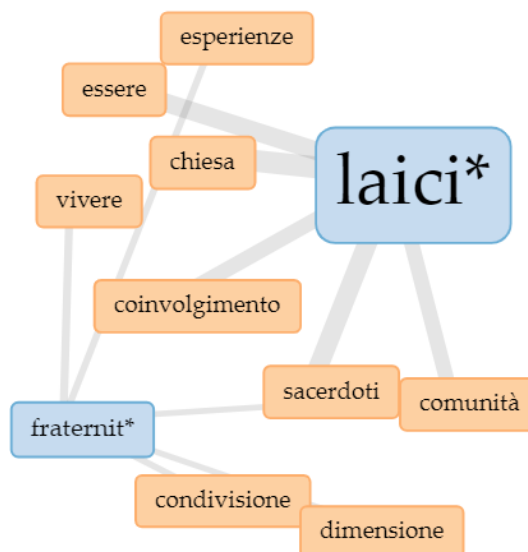 esperienze
essere
laici*
chiesa
vivere
coinvolgimento
sacerdoti
comunità
fraternit*
condivisione
dimensione